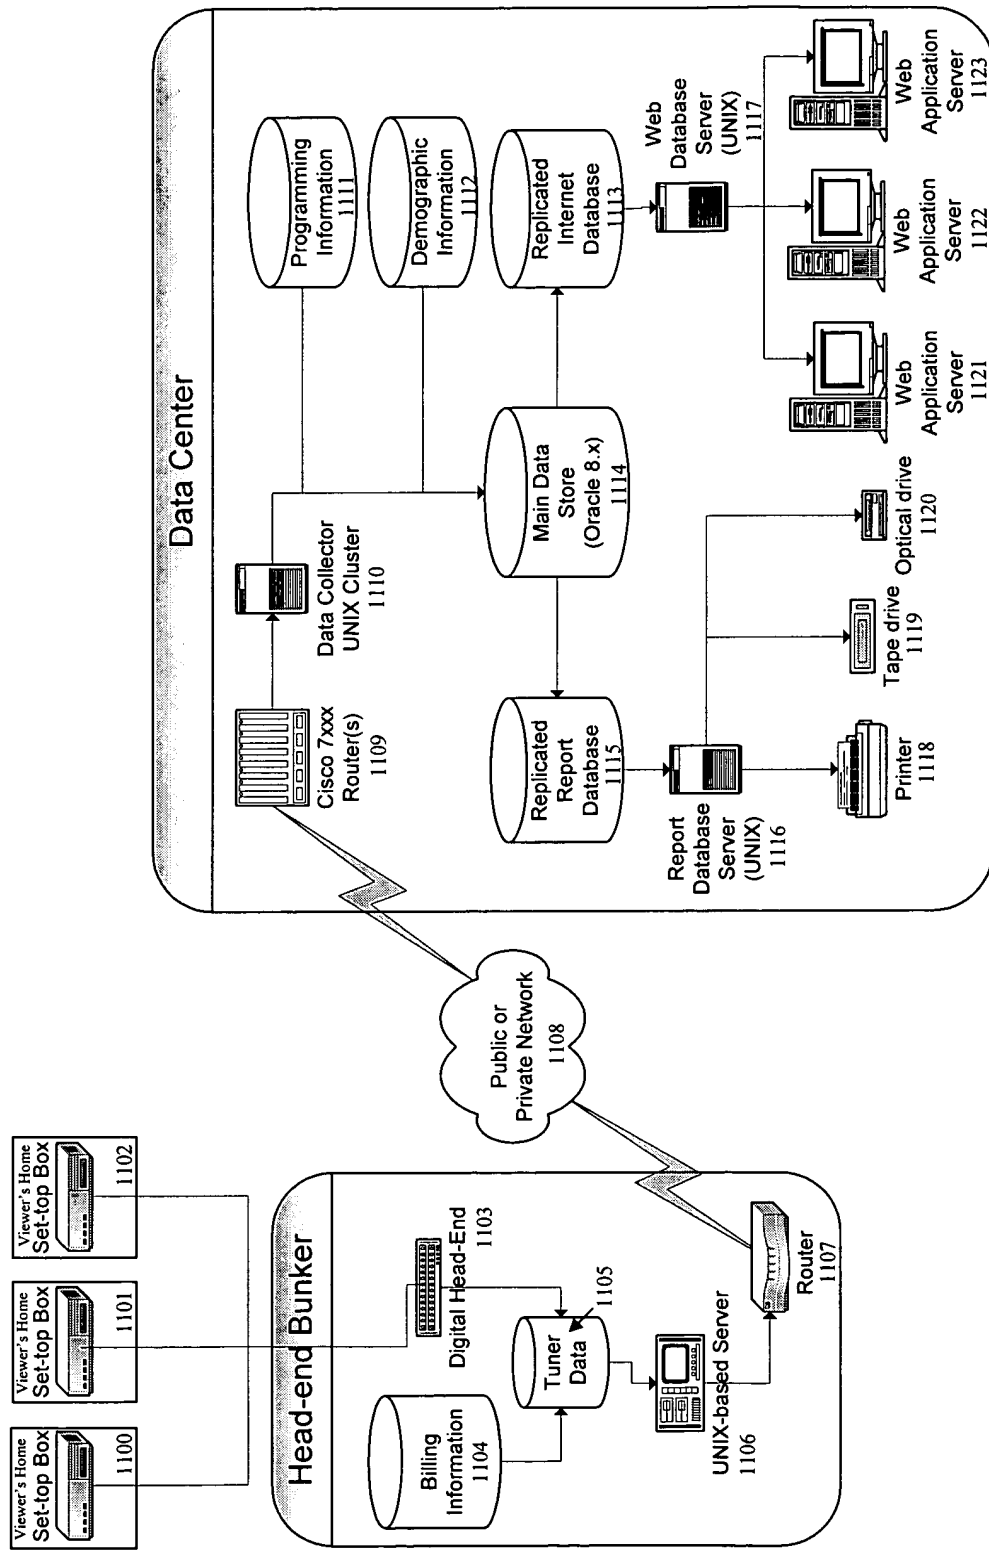 Viewer's Home
Set-top Box
1100
Viewer's Home
Set-top Box
1101
Viewer's Home
Set-top Box
1102
Head-end Bunker
Billing
Information
1104
Digital Head-End
1103
Tuner
Data
1105
UNIX-based Server
1106
Router
1107
Public or
Private Network
1108
Data Center
Cisco 7xxx
Router(s)
1109
Data Collector
UNIX Cluster
1110
Programming
Information
1111
Demographic
Information
1112
Replicated
Report
Database
1115
Main Data
Store
(Oracle 8.x)
1114
Replicated
Internet
Database
1113
Report
Database
Server
(UNIX)
1116
Web
Database
Server
(UNIX)
1117
Printer
1118
Tape drive
1119
Optical drive
1120
Web
Application
Server
1121
Web
Application
Server
1122
Web
Application
Server
1123